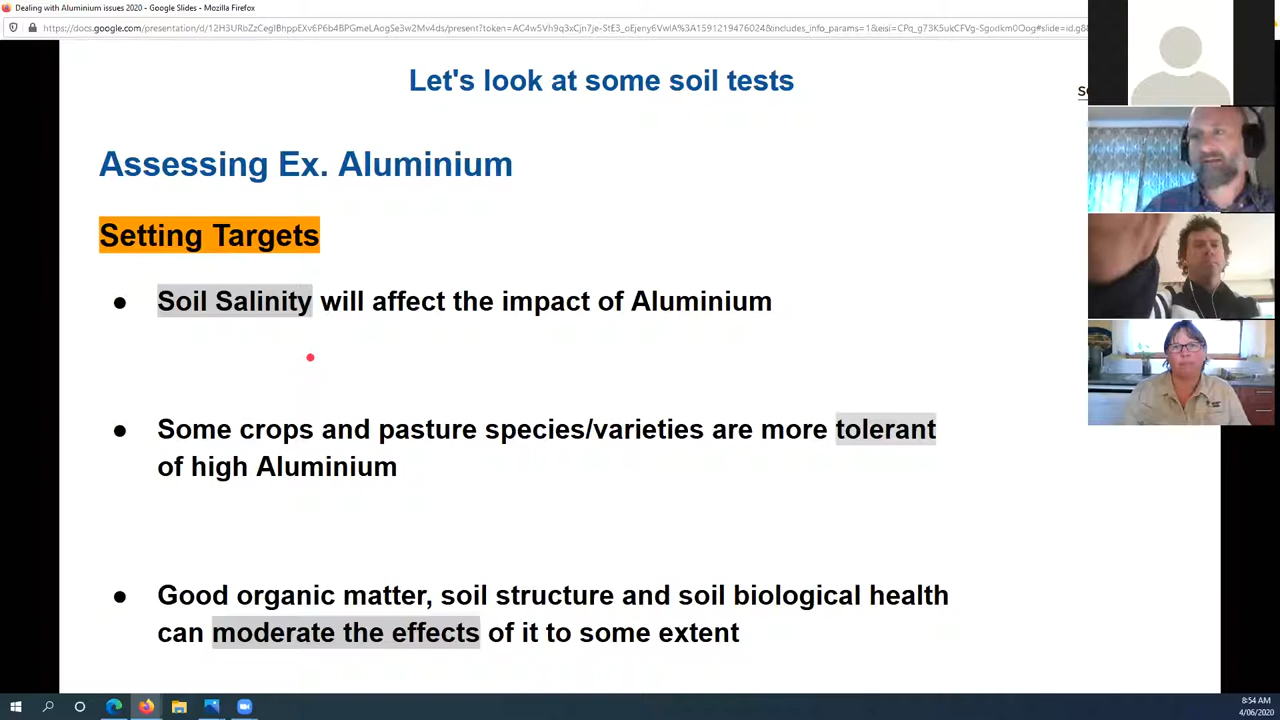 Dealing with Aluminium issues 2020 - Google Slides - Mozilla Firefox
Let's look at some soil tests
Assessing Ex. Aluminium
Setting Targets
● Soil Salinity will affect the impact of Aluminium
● Some crops and pasture species/varieties are more tolerant
of high Aluminium
● Good organic matter, soil structure and soil biological health
can moderate the effects of it to some extent
8:54 AM
4/06/2020